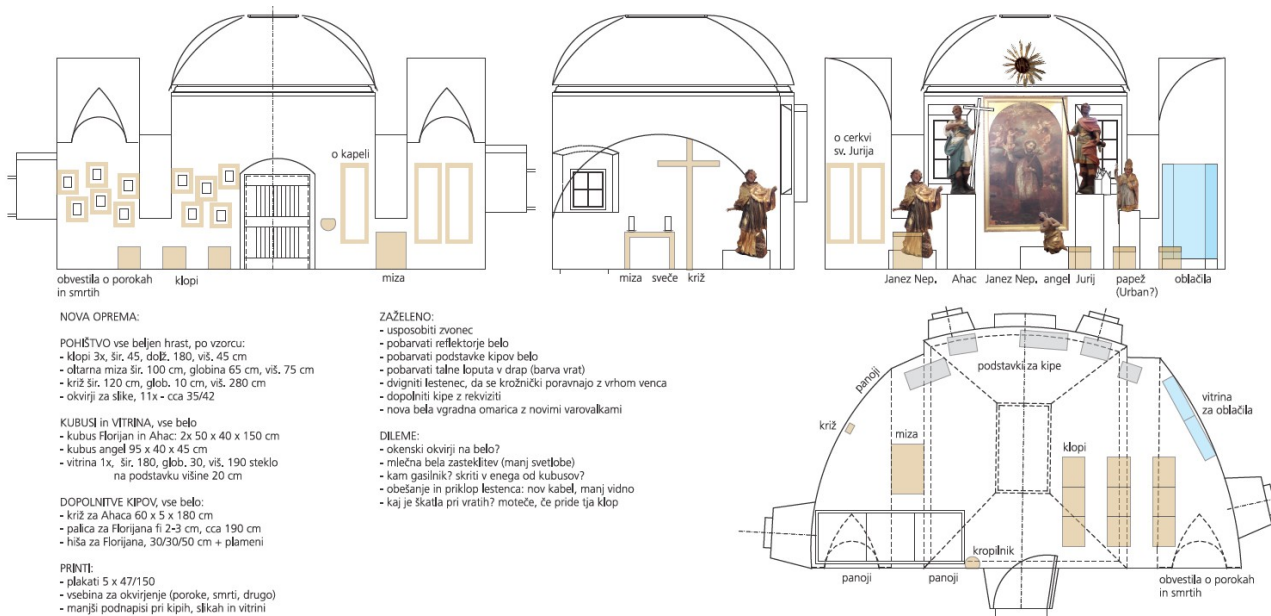 o kapeli
obvestila o porokah
in smrtih
klopi
miza
miza
sveče
križ
o cerkvi
sv. Jurija
Janez Nep.
Ahac
Janez Nep.
angel
Jurij
papež
(Urban?)
oblačila
NOVA OPREMA:
POHIŠTVO vse beljen hrast, po vzorcu:
- klopi 3x, šir. 45, dolž. 180, viš. 45 cm
- oltarna miza šir. 100 cm, globina 65 cm, viš. 75 cm
- križ šir. 120 cm, glob. 10 cm, viš. 280 cm
- okvirji za slike, 11x - cca 35/42
KUBUSI in VITRINA, vse belo
- kubus Florijan in Ahac: 2x 50 x 40 x 150 cm
- kubus angel 95 x 40 x 45 cm
- vitrina 1x, šir. 180, glob. 30, viš. 190 steklo
na podstavku višine 20 cm
DOPOLNITVE KIPOV, vse belo:
- križ za Ahaca 60 x 5 x 180 cm
- palica za Florijana fi 2-3 cm, cca 190 cm
- hiša za Florijana, 30/30/50 cm + plameni
PRINTI:
- plakati 5 x 47/150
- vsebina za okvirjenje (poroke, smrti, drugo)
- manjši podnapisi pri kipih, slikah in vitrini
ZAŽELENO:
- usposobiti zvonec
- pobarvati reflektorje belo
- pobarvati podstavke kipov belo
- pobarvati talne loputa v drap (barva vrat)
- dvigniti lestenec, da se krožnički poravnajo z vrhom venca
- dopolniti kipe z rekviziti
- nova bela vgradna omarica z novimi varovalkami
DILEME:
- okenski okvirji na belo?
- mlečna bela zasteklitev (manj svetlobe)
- kam gasilnik? skriti v enega od kubusov?
- obešanje in priklop lestenca: nov kabel, manj vidno
- kaj je škatla pri vratih? moteče, če pride tja klop
podstavki za kipe
panoji
vitrina
za oblačila
križ
miza
klopi
kropilnik
panoji
panoji
obvestila o porokah
in smrtih